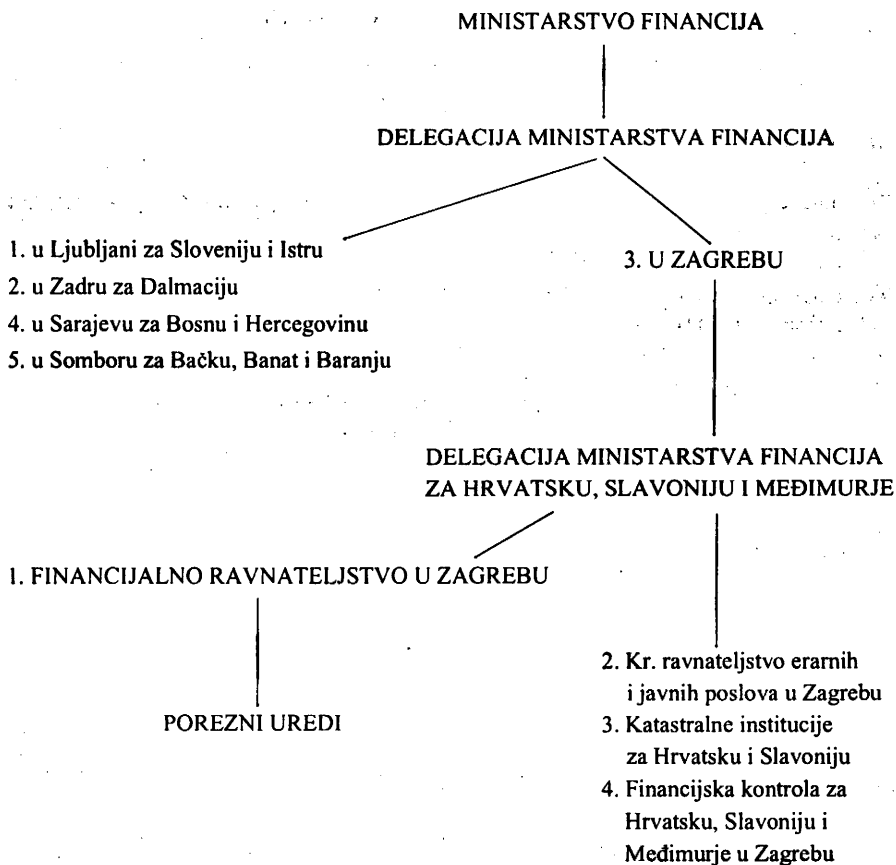 MINISTARSTVO FINANCIJA
DELEGACIJA MINISTARSTVA FINANCIJA
1. u Ljubljani za Sloveniju i Istru
2. u Zadru za Dalmaciju
4. u Sarajevu za Bosnu i Hercegovinu
5. u Somboru za Bačku, Banat i Baranju
3. U ZAGREBU
DELEGACIJA MINISTARSTVA FINANCIJA
ZA HRVATSKU, SLAVONIJU I MEĐIMURJE
1. FINANCIJALNO RAVNATELJSTVO U ZAGREBU
POREZNI UREDI
2. Kr. ravnateljstvo erarnih
i javnih poslova u Zagrebu
3. Katastralne institucije
za Hrvatsku i Slavoniju
4. Financijska kontrola za
Hrvatsku, Slavoniju i
Međimurje u Zagrebu